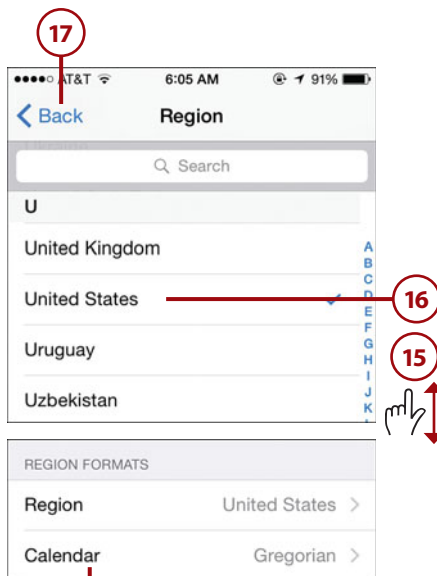 17
AT&T 6:05 AM 91%
Back Region
Search
U
United Kingdom
United States
16
Uruguay
15
Uzbekistan
A
B
C
D
E
F
G
H
I
J
K
REGION FORMATS
Region United States
Calendar Gregorian